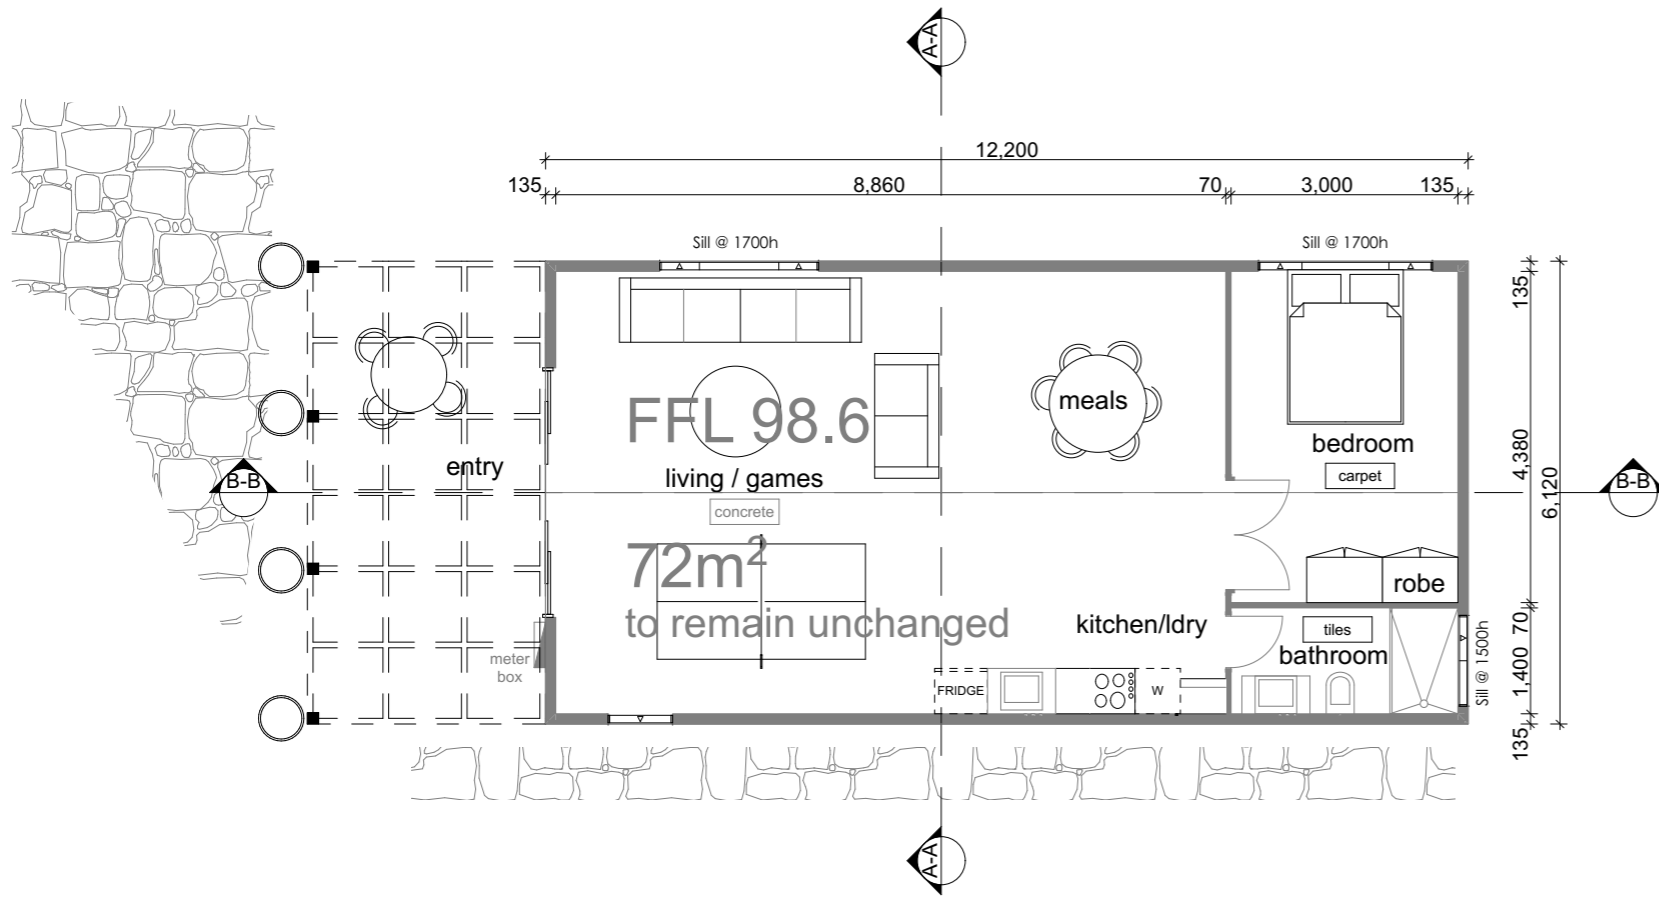 A-A
12,200
135
8,860
70
3,000
135
Sill @ 1700h
Sill @ 1700h
135
meals
FFL 98.6
bedroom
entry
living / games
carpet
4,380
6,120
B-B
B-B
concrete
72m²
robe
to remain unchanged
kitchen/ldry
tiles
bathroom
70
Sill @ 1500h
meter
box
FRIDGE
W
1,400
135
A-A